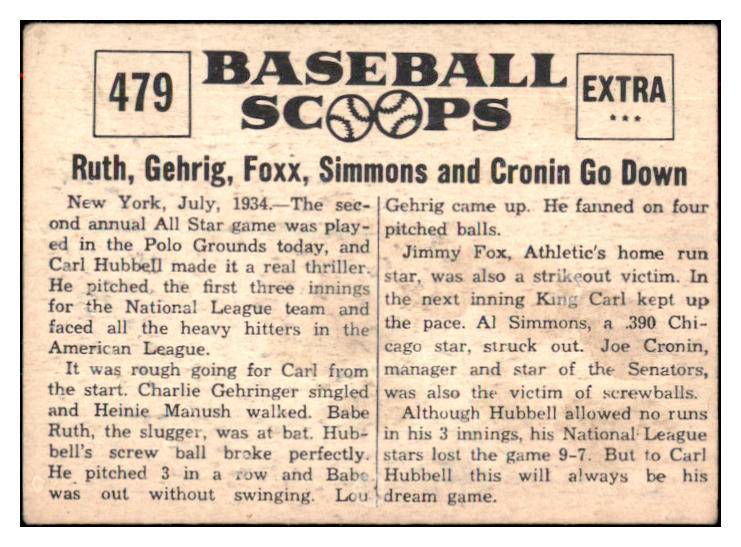 479
BASEBALL
SCOOPS
EXTRA
***
Ruth, Gehrig, Foxx, Simmons and Cronin Go Down
New York, July, 1934.—The sec-
ond annual All Star game was play-
ed in the Polo Grounds today, and
Carl Hubbell made it a real thriller.
He pitched the first three innings
for the National League team and
faced all the heavy hitters in the
American League.
It was rough going for Carl from
the start. Charlie Gehringer singled
and Heinie Manush walked. Babe
Ruth, the slugger, was at bat. Hub-
bell's screw ball broke perfectly.
He pitched 3 in a row and Babe
was out without swinging. Lou
Gehrig came up. He fanned on four
pitched balls.
Jimmy Fox, Athletic's home run
star, was also a strikeout victim. In
the next inning King Carl kept up
the pace. Al Simmons, a .390 Chi-
cago star, struck out. Joe Cronin,
manager and star of the Senators,
was also the victim of screwballs.
Although Hubbell allowed no runs
in his 3 innings, his National League
stars lost the game 9-7. But to Carl
Hubbell this will always be his
dream game.